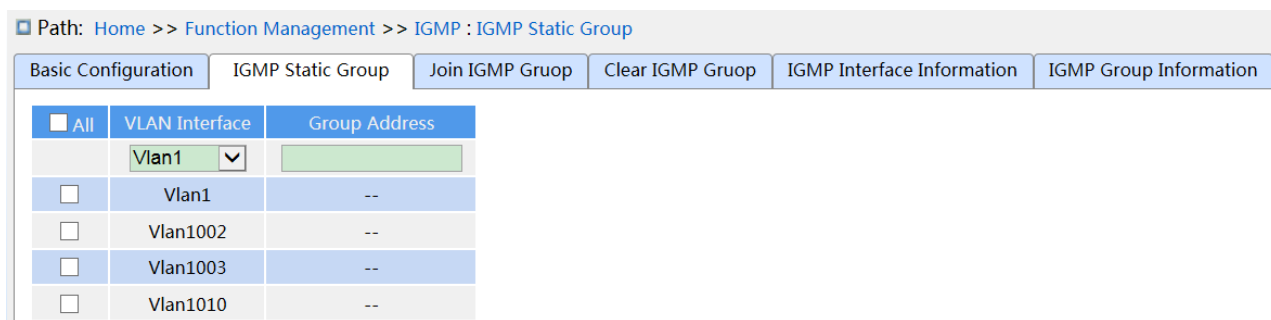 Path: Home >> Function Management >> IGMP : IGMP Static Group
Basic Configuration IGMP Static Group Join IGMP Gruop Clear IGMP Gruop IGMP Interface Information IGMP Group Information
All VLAN Interface Group Address
Vlan1
Vlan1 --
Vlan1002 --
Vlan1003 --
Vlan1010 --